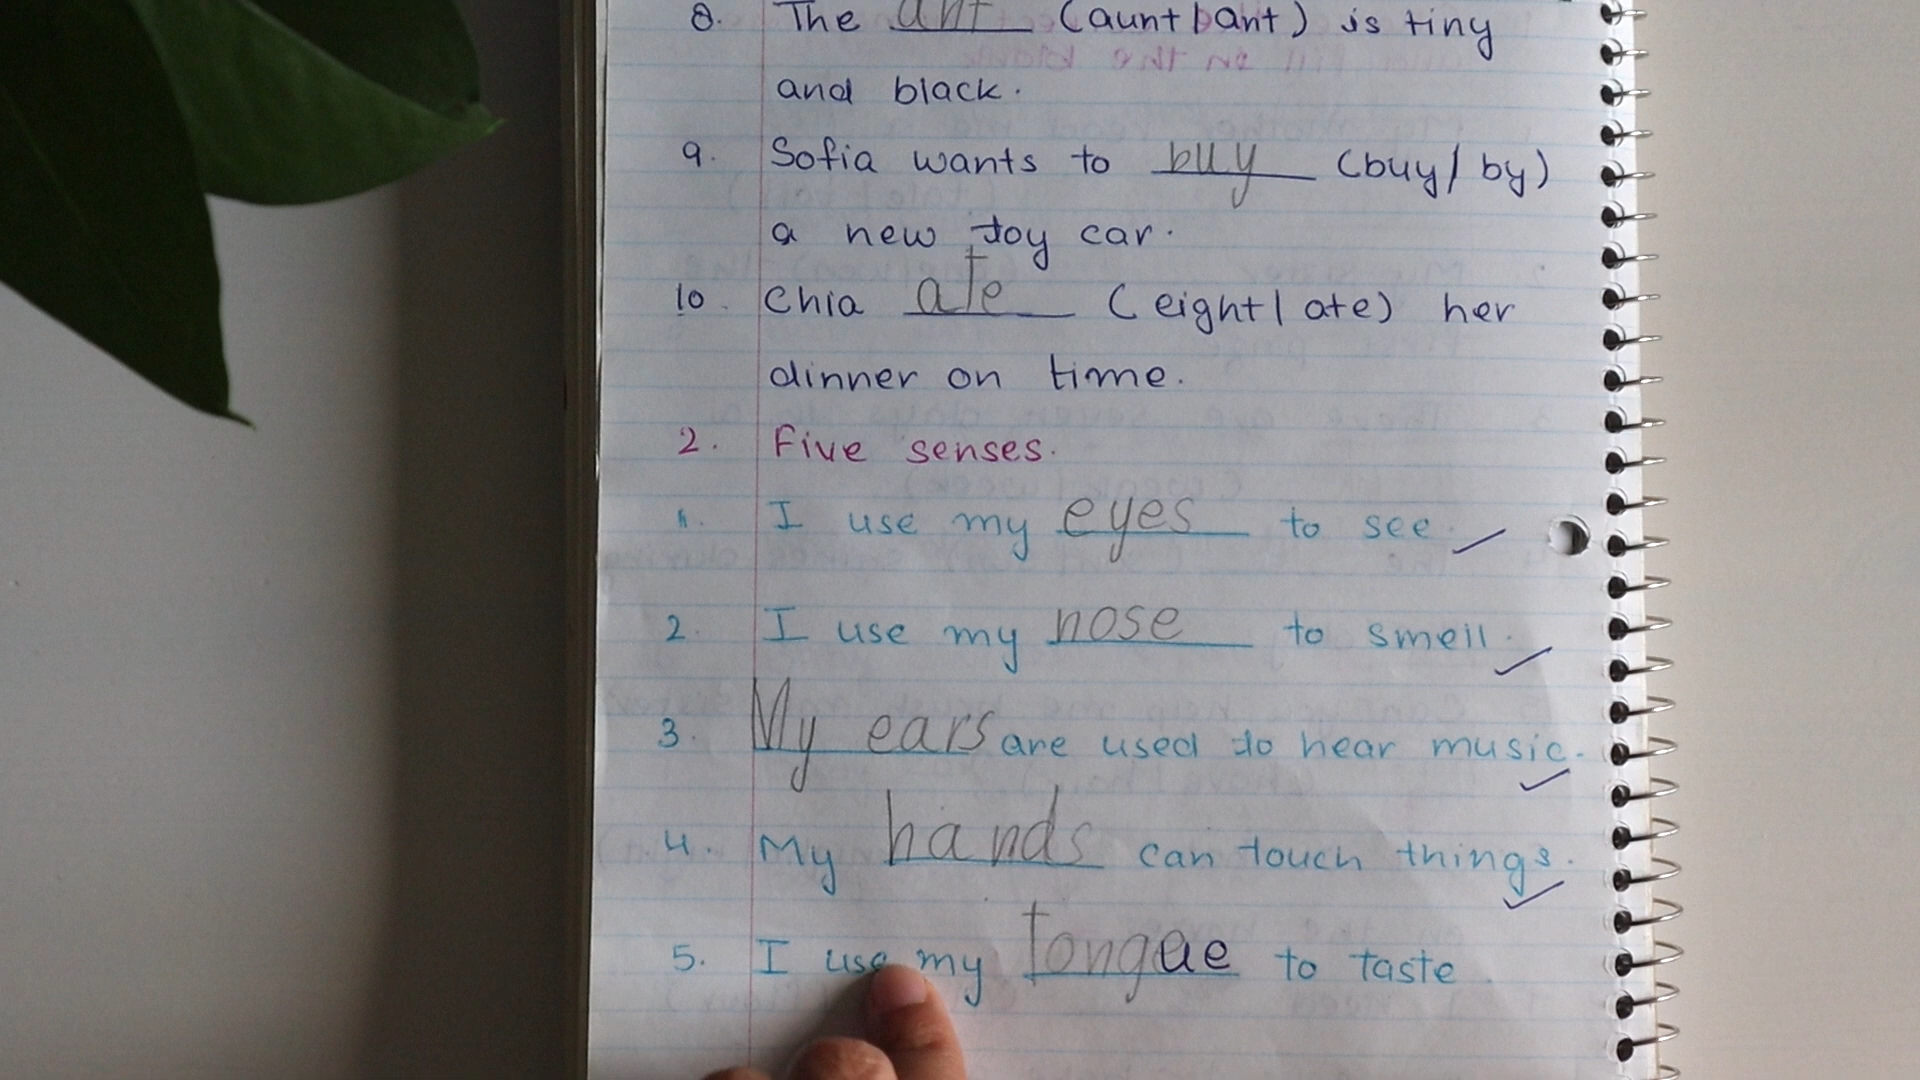 8. The ant (aunt/ant) is tiny
and black.
9. Sofia wants to buy (buy/by)
a new toy car.
10. Chia ate (eight/ate) her
dinner on time.
2. Five senses.
1. I use my eyes to see.
2. I use my nose to smell.
3. My ears are used to hear music.
4. My hands can touch things.
5. I use my tongue to taste.